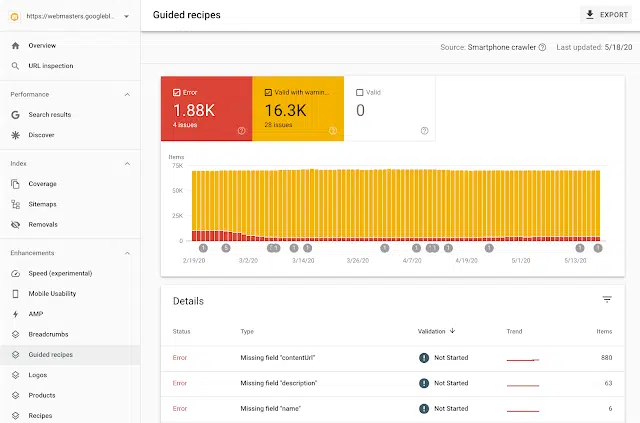 https://webmasters.googlebl...
Guided recipes
EXPORT
Source: Smartphone crawler
Last updated: 5/18/20
Overview
URL inspection
Performance
Search results
Discover
Index
Coverage
Sitemaps
Removals
Enhancements
Speed (experimental)
Mobile Usability
AMP
Breadcrumbs
Guided recipes
Logos
Products
Recipes
Error
1.88K
4 issues
Valid with warnin...
16.3K
28 issues
Valid
0
Items
75K
50K
25K
0
2/19/20
3/2/20
3/14/20
3/26/20
4/7/20
4/19/20
5/1/20
5/13/20
Details
Status Type Validation Trend Items
Error Missing field "contentUrl" Not Started 880
Error Missing field "description" Not Started 63
Error Missing field "name" Not Started 6